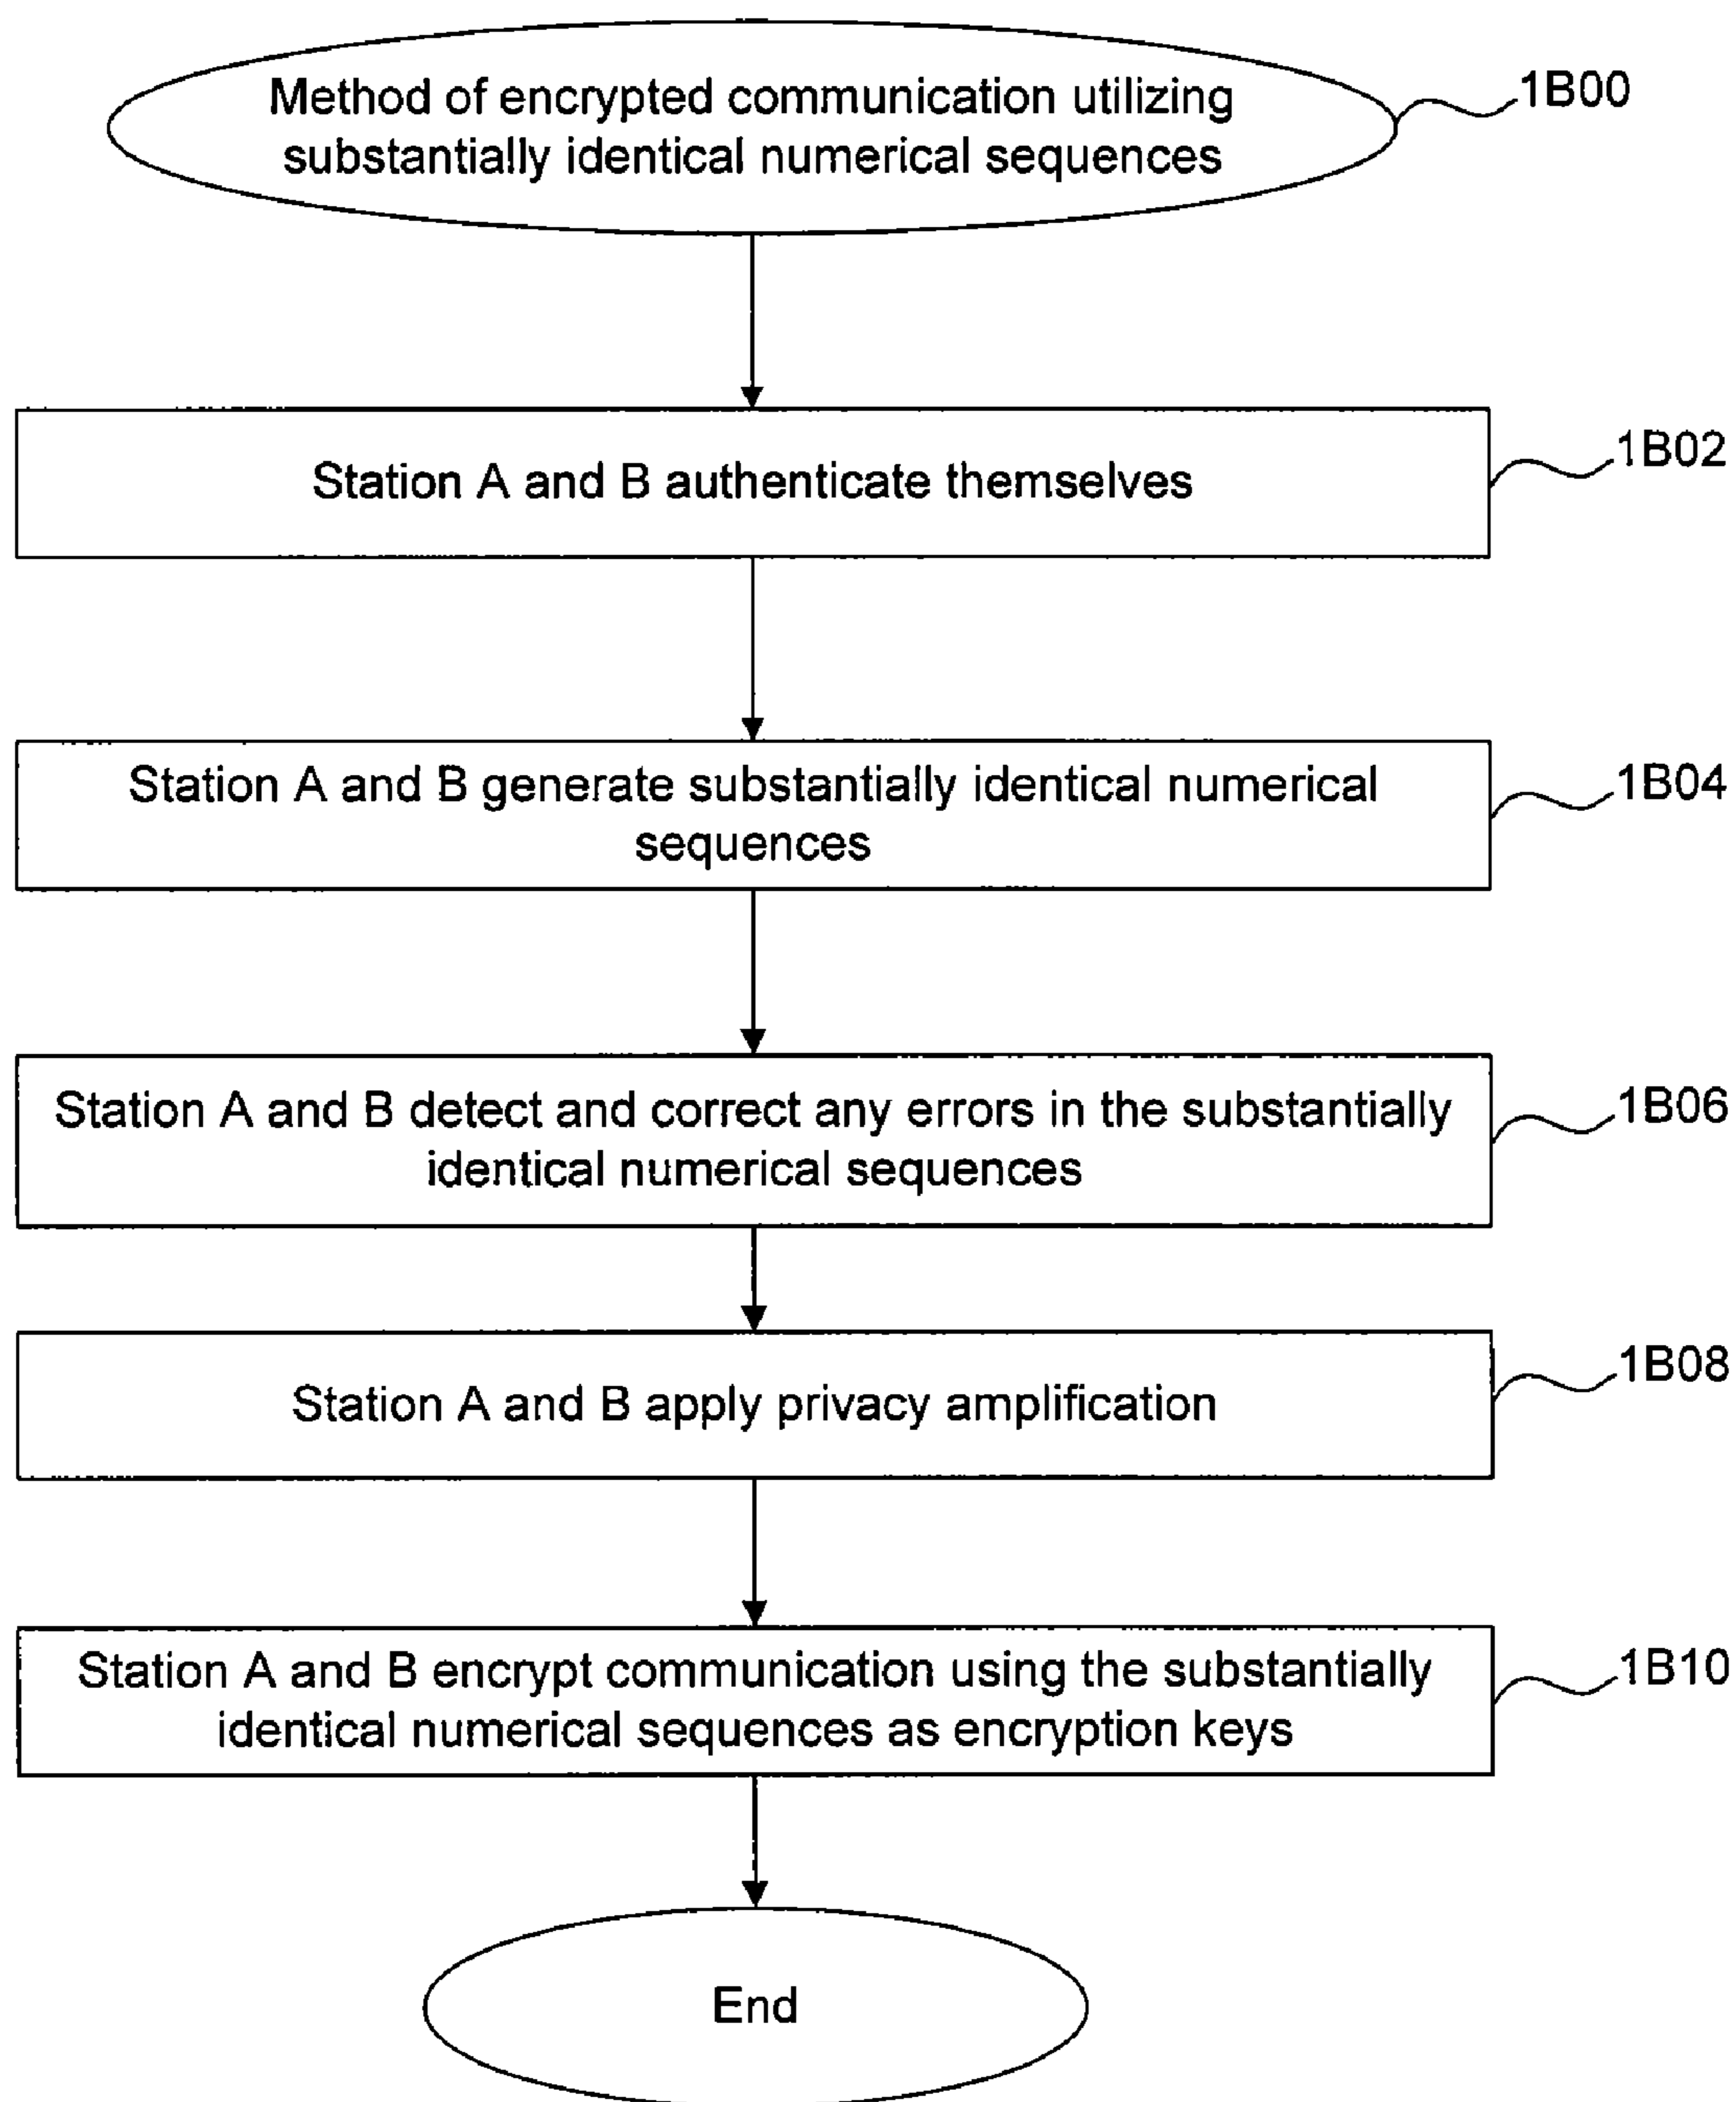 Method of encrypted communication utilizing
substantially identical numerical sequences
1B00
Station A and B authenticate themselves
1B02
Station A and B generate substantially identical numerical
sequences
1B04
Station A and B detect and correct any errors in the substantially
identical numerical sequences
1B06
Station A and B apply privacy amplification
1B08
Station A and B encrypt communication using the substantially
identical numerical sequences as encryption keys
1B10
End